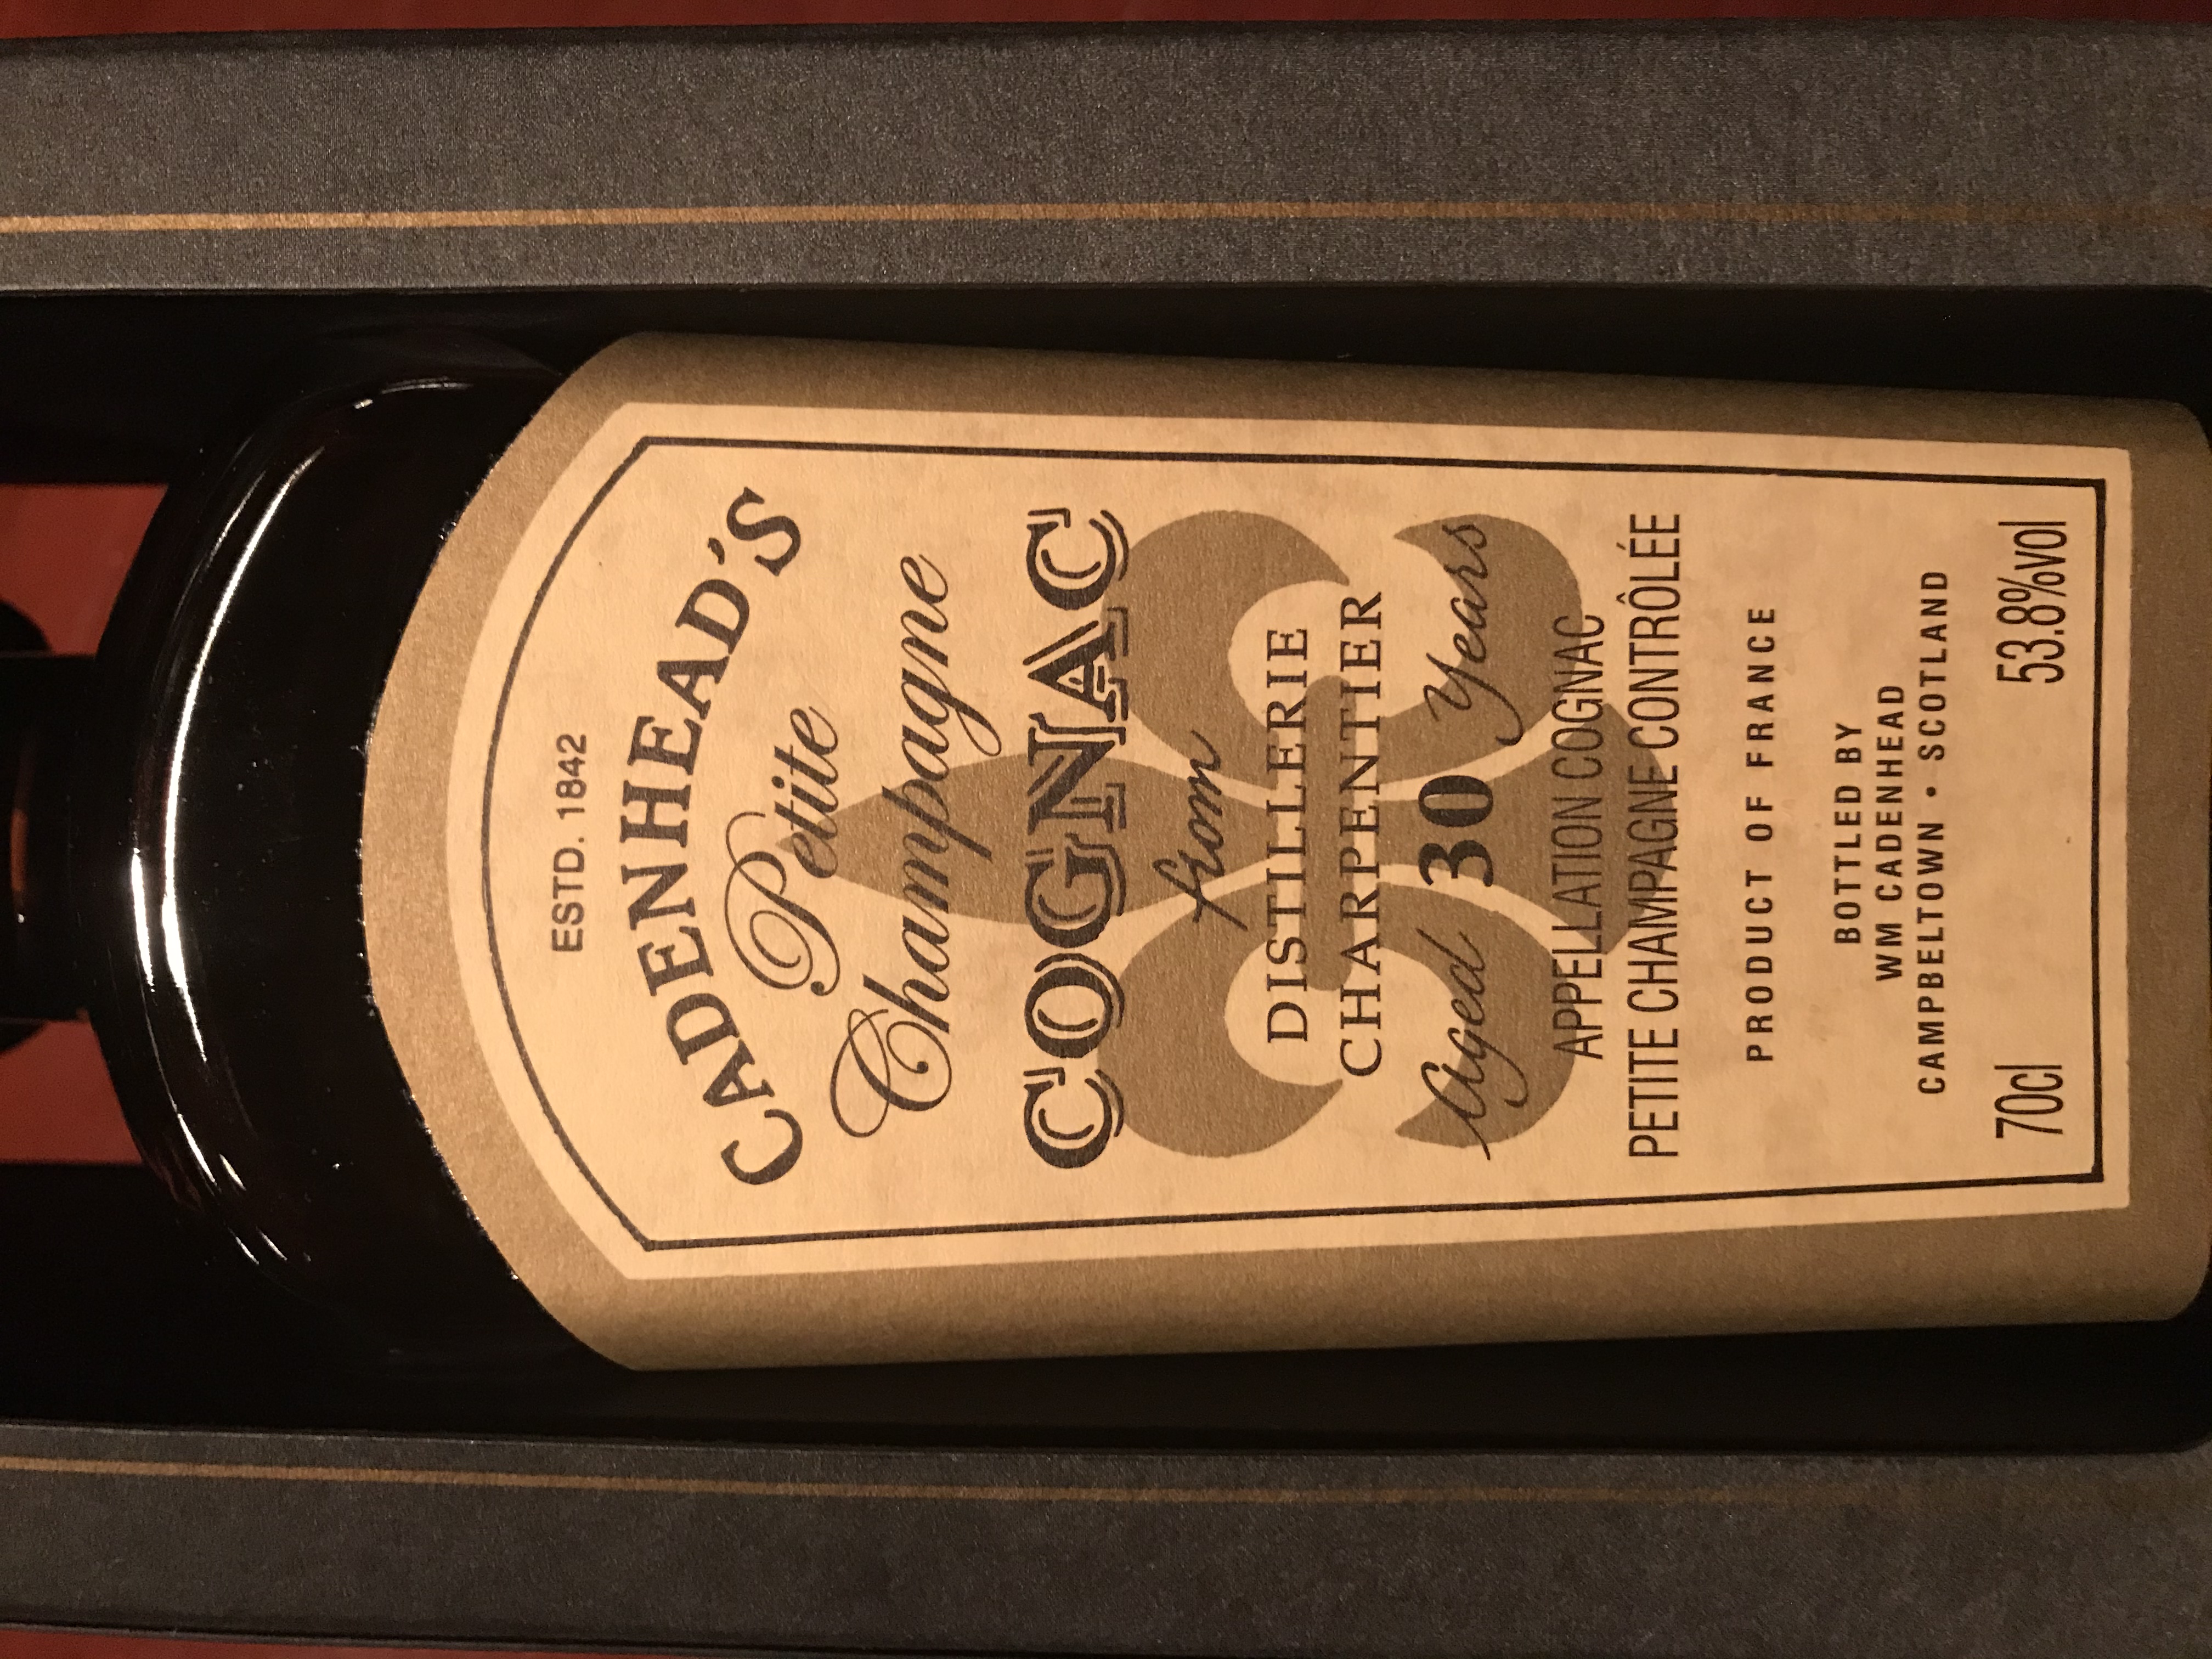 ESTD. 1842
CADENHEAD'S
Petite
Champagne
COGNAC
from
DISTILLERIE
CHARPENTIER
Aged 30 Years
APPELLATION COGNAC
PETITE CHAMPAGNE CONTRÔLÉE
PRODUCT OF FRANCE
BOTTLED BY
WM CADENHEAD
CAMPBELTOWN • SCOTLAND
70cl 53.8%vol